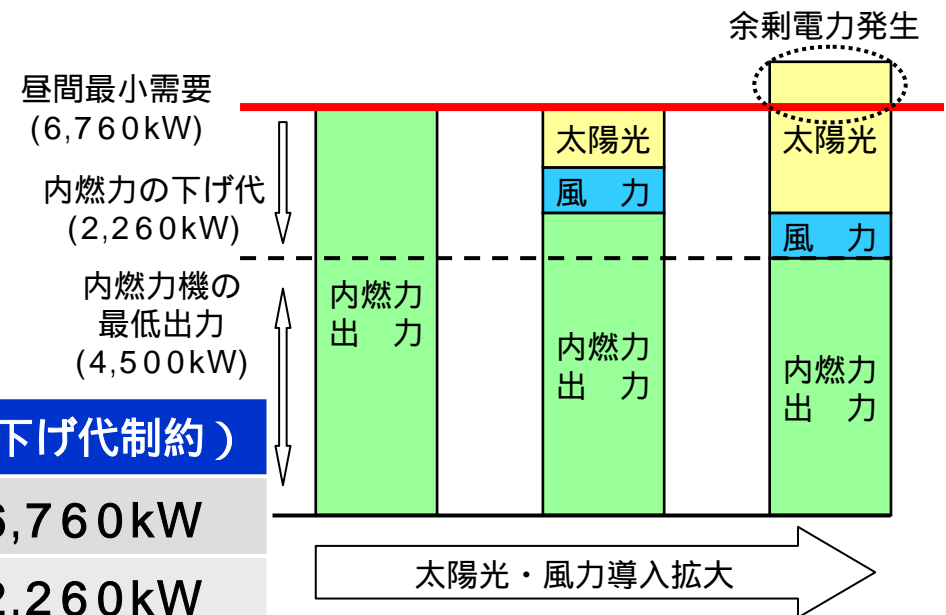 余剰電力発生
昼間最小需要
(6,760kW)
内燃力の下げ代
(2,260kW)
内燃力機の
最低出力
(4,500kW)
内燃力
出　力
太陽光
風　力
内燃力
出　力
太陽光
風　力
内燃力
出　力
下げ代制約）
6,760kW
2,260kW
太陽光・風力導入拡大